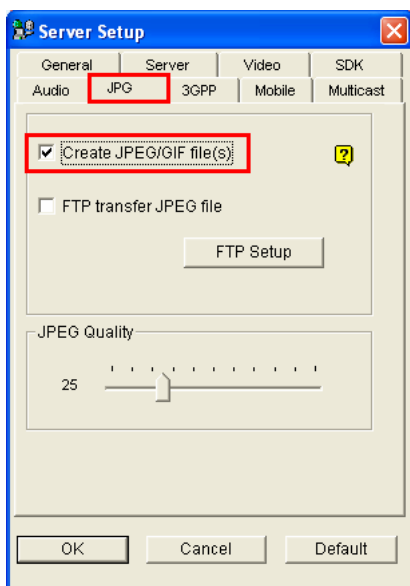 Server Setup
General Server Video SDK
Audio JPG 3GPP Mobile Multicast
Create JPEG/GIF file(s)
?
FTP transfer JPEG file
FTP Setup
JPEG Quality
25
OK Cancel Default